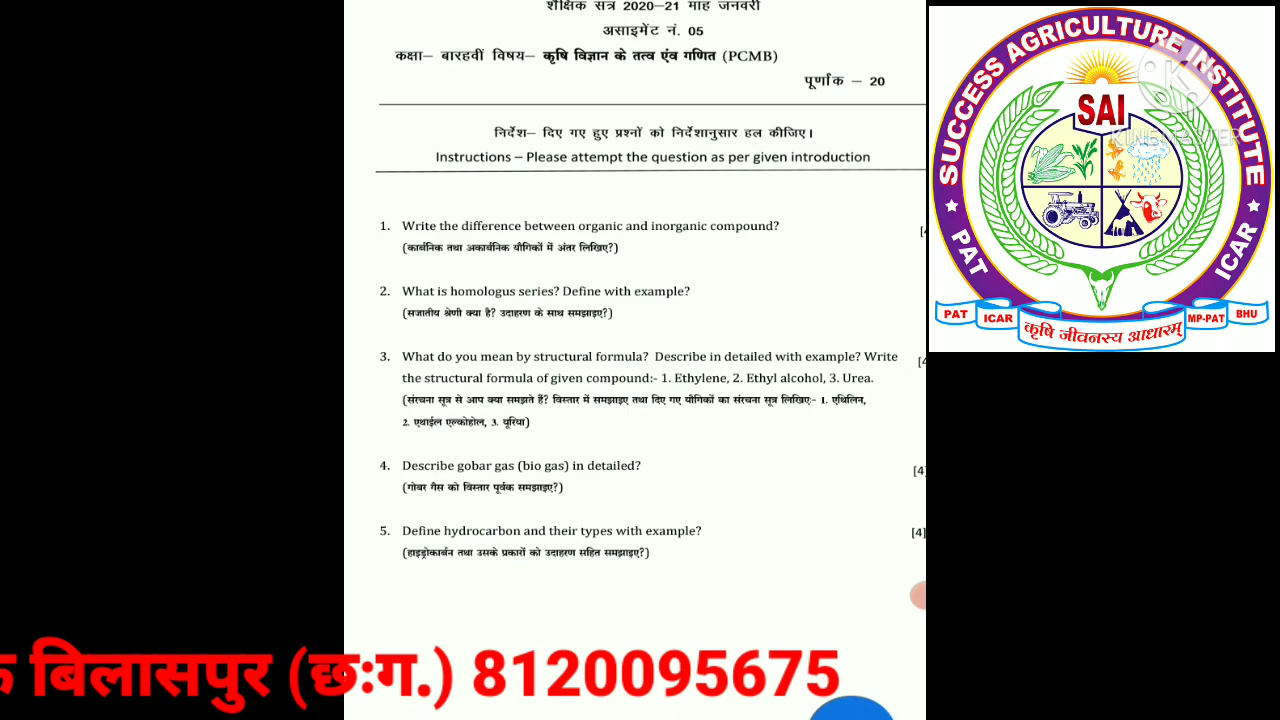 शैक्षिक सत्र 2020–21 माह जनवरी
असाइमेंट नं. 05
कक्षा– बारहवीं विषय– कृषि विज्ञान के तत्व एंव गणित (PCMB)
पूर्णांक – 20
निर्देश– दिए गए हुए प्रश्नों को निर्देशानुसार हल कीजिए।
Instructions – Please attempt the question as per given introduction
1. Write the difference between organic and inorganic compound? [4
(कार्बनिक तथा अकार्बनिक यौगिकों में अंतर लिखिए?)
2. What is homologus series? Define with example?
(सजातीय श्रेणी क्या है? उदाहरण के साथ समझाइए?)
3. What do you mean by structural formula? Describe in detailed with example? Write [4
the structural formula of given compound:- 1. Ethylene, 2. Ethyl alcohol, 3. Urea.
(संरचना सूत्र से आप क्या समझते हैं? विस्तार में समझाइए तथा दिए गए यौगिकों का संरचना सूत्र लिखिए:- 1. एथिलिन,
2. एथाईल एल्कोहोल, 3. यूरिया)
4. Describe gobar gas (bio gas) in detailed? [4]
(गोबर गैस को विस्तार पूर्वक समझाइए?)
5. Define hydrocarbon and their types with example? [4]
(हाइड्रोकार्बन तथा उसके प्रकारों को उदाहरण सहित समझाइए?)
SUCCESS AGRICULTURE INSTITUTE
SAI
K
KINEMASTER
PAT
ICAR
PAT ICAR कृषि जीवनस्य आधारम् MP-PAT BHU
बिलासपुर (छःग.) 8120095675